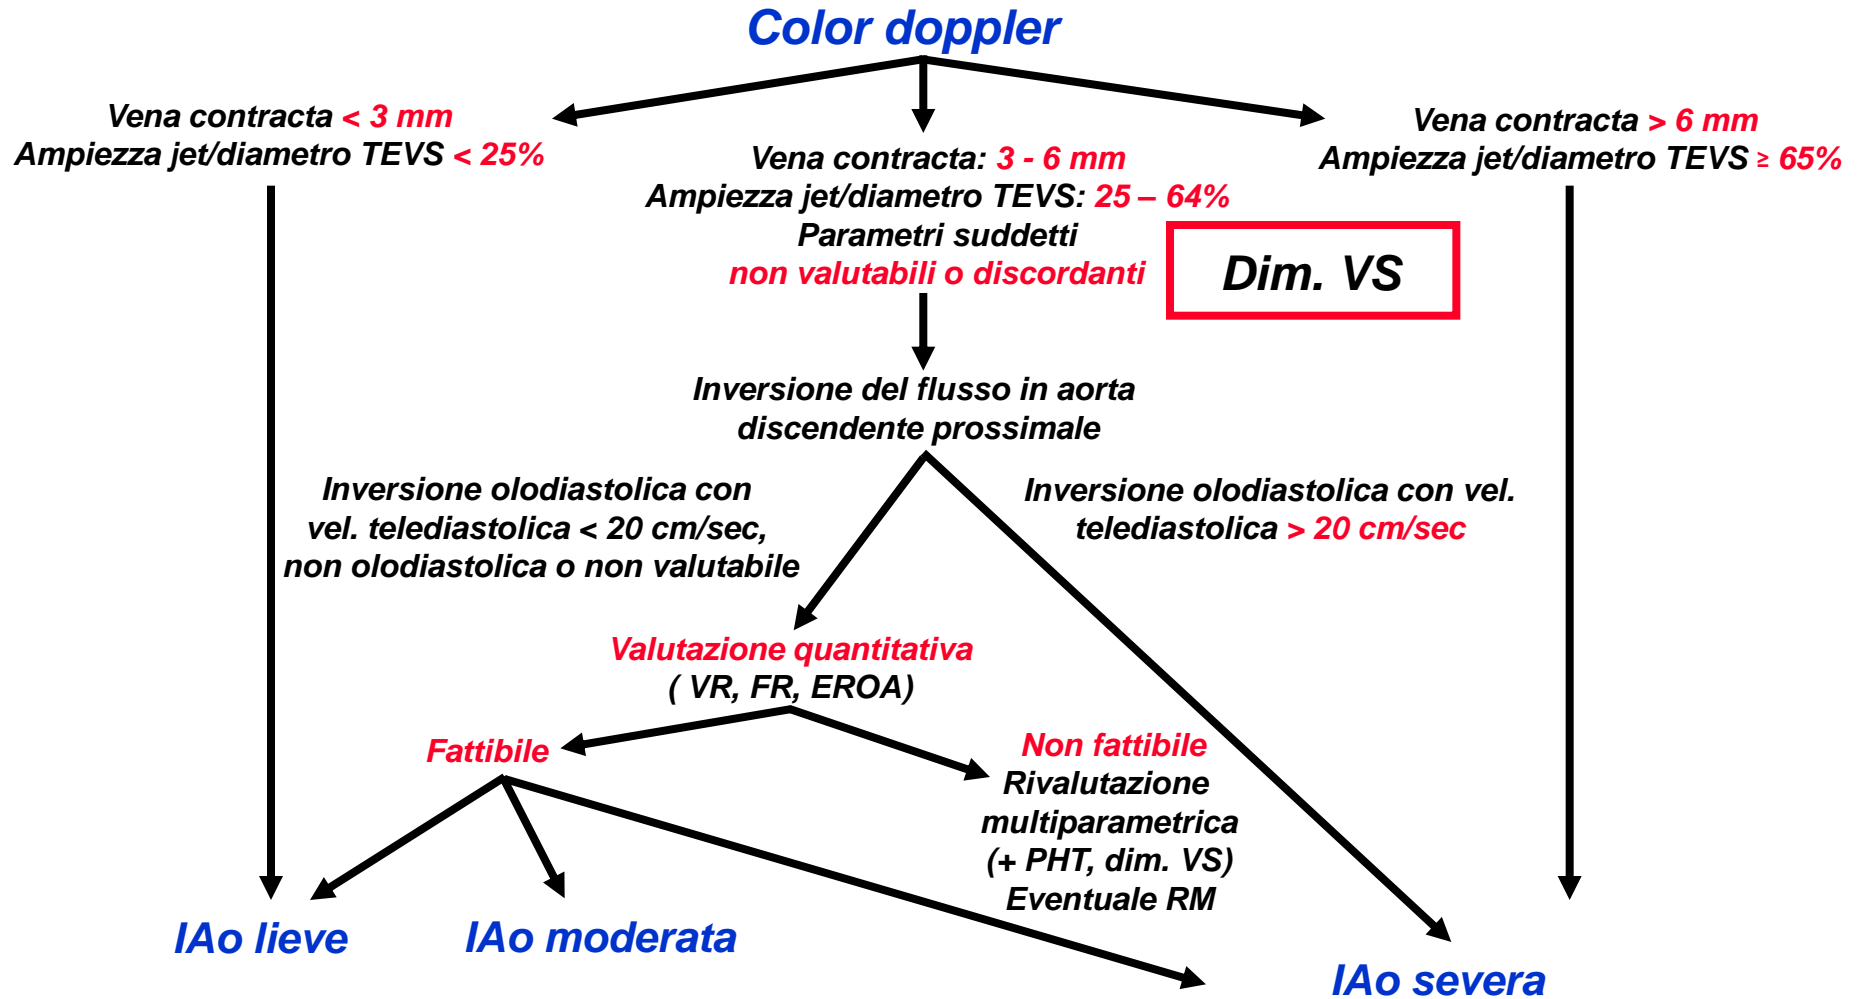 Color doppler
Vena contracta < 3 mm
Ampiezza jet/diametro TEVS < 25%
Vena contracta: 3 - 6 mm
Ampiezza jet/diametro TEVS: 25 – 64%
Parametri suddetti
non valutabili o discordanti
Vena contracta > 6 mm
Ampiezza jet/diametro TEVS ≥ 65%
Dim. VS
Inversione del flusso in aorta
discendente prossimale
Inversione olodiastolica con
vel. telediastolica < 20 cm/sec,
non olodiastolica o non valutabile
Inversione olodiastolica con vel.
telediastolica > 20 cm/sec
Valutazione quantitativa
( VR, FR, EROA)
Fattibile
Non fattibile
Rivalutazione
multiparametrica
(+ PHT, dim. VS)
Eventuale RM
IAo lieve
IAo moderata
IAo severa